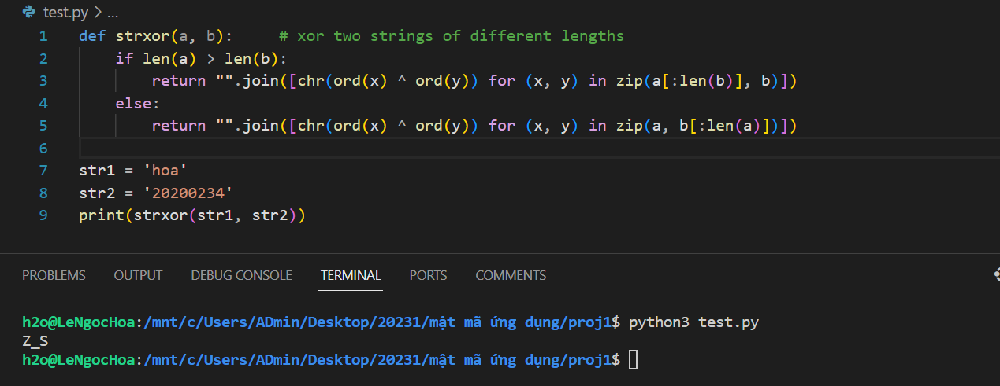 test.py > ...
1 def strxor(a, b):     # xor two strings of different lengths
2     if len(a) > len(b):
3         return "".join([chr(ord(x) ^ ord(y)) for (x, y) in zip(a[:len(b)], b)])
4     else:
5         return "".join([chr(ord(x) ^ ord(y)) for (x, y) in zip(a, b[:len(a)])])
6
7 str1 = 'hoa'
8 str2 = '20200234'
9 print(strxor(str1, str2))
PROBLEMS OUTPUT DEBUG CONSOLE TERMINAL PORTS COMMENTS
h2o@LeNgocHoa:/mnt/c/Users/ADmin/Desktop/20231/mật mã ứng dụng/proj1$ python3 test.py
Z_S
h2o@LeNgocHoa:/mnt/c/Users/ADmin/Desktop/20231/mật mã ứng dụng/proj1$